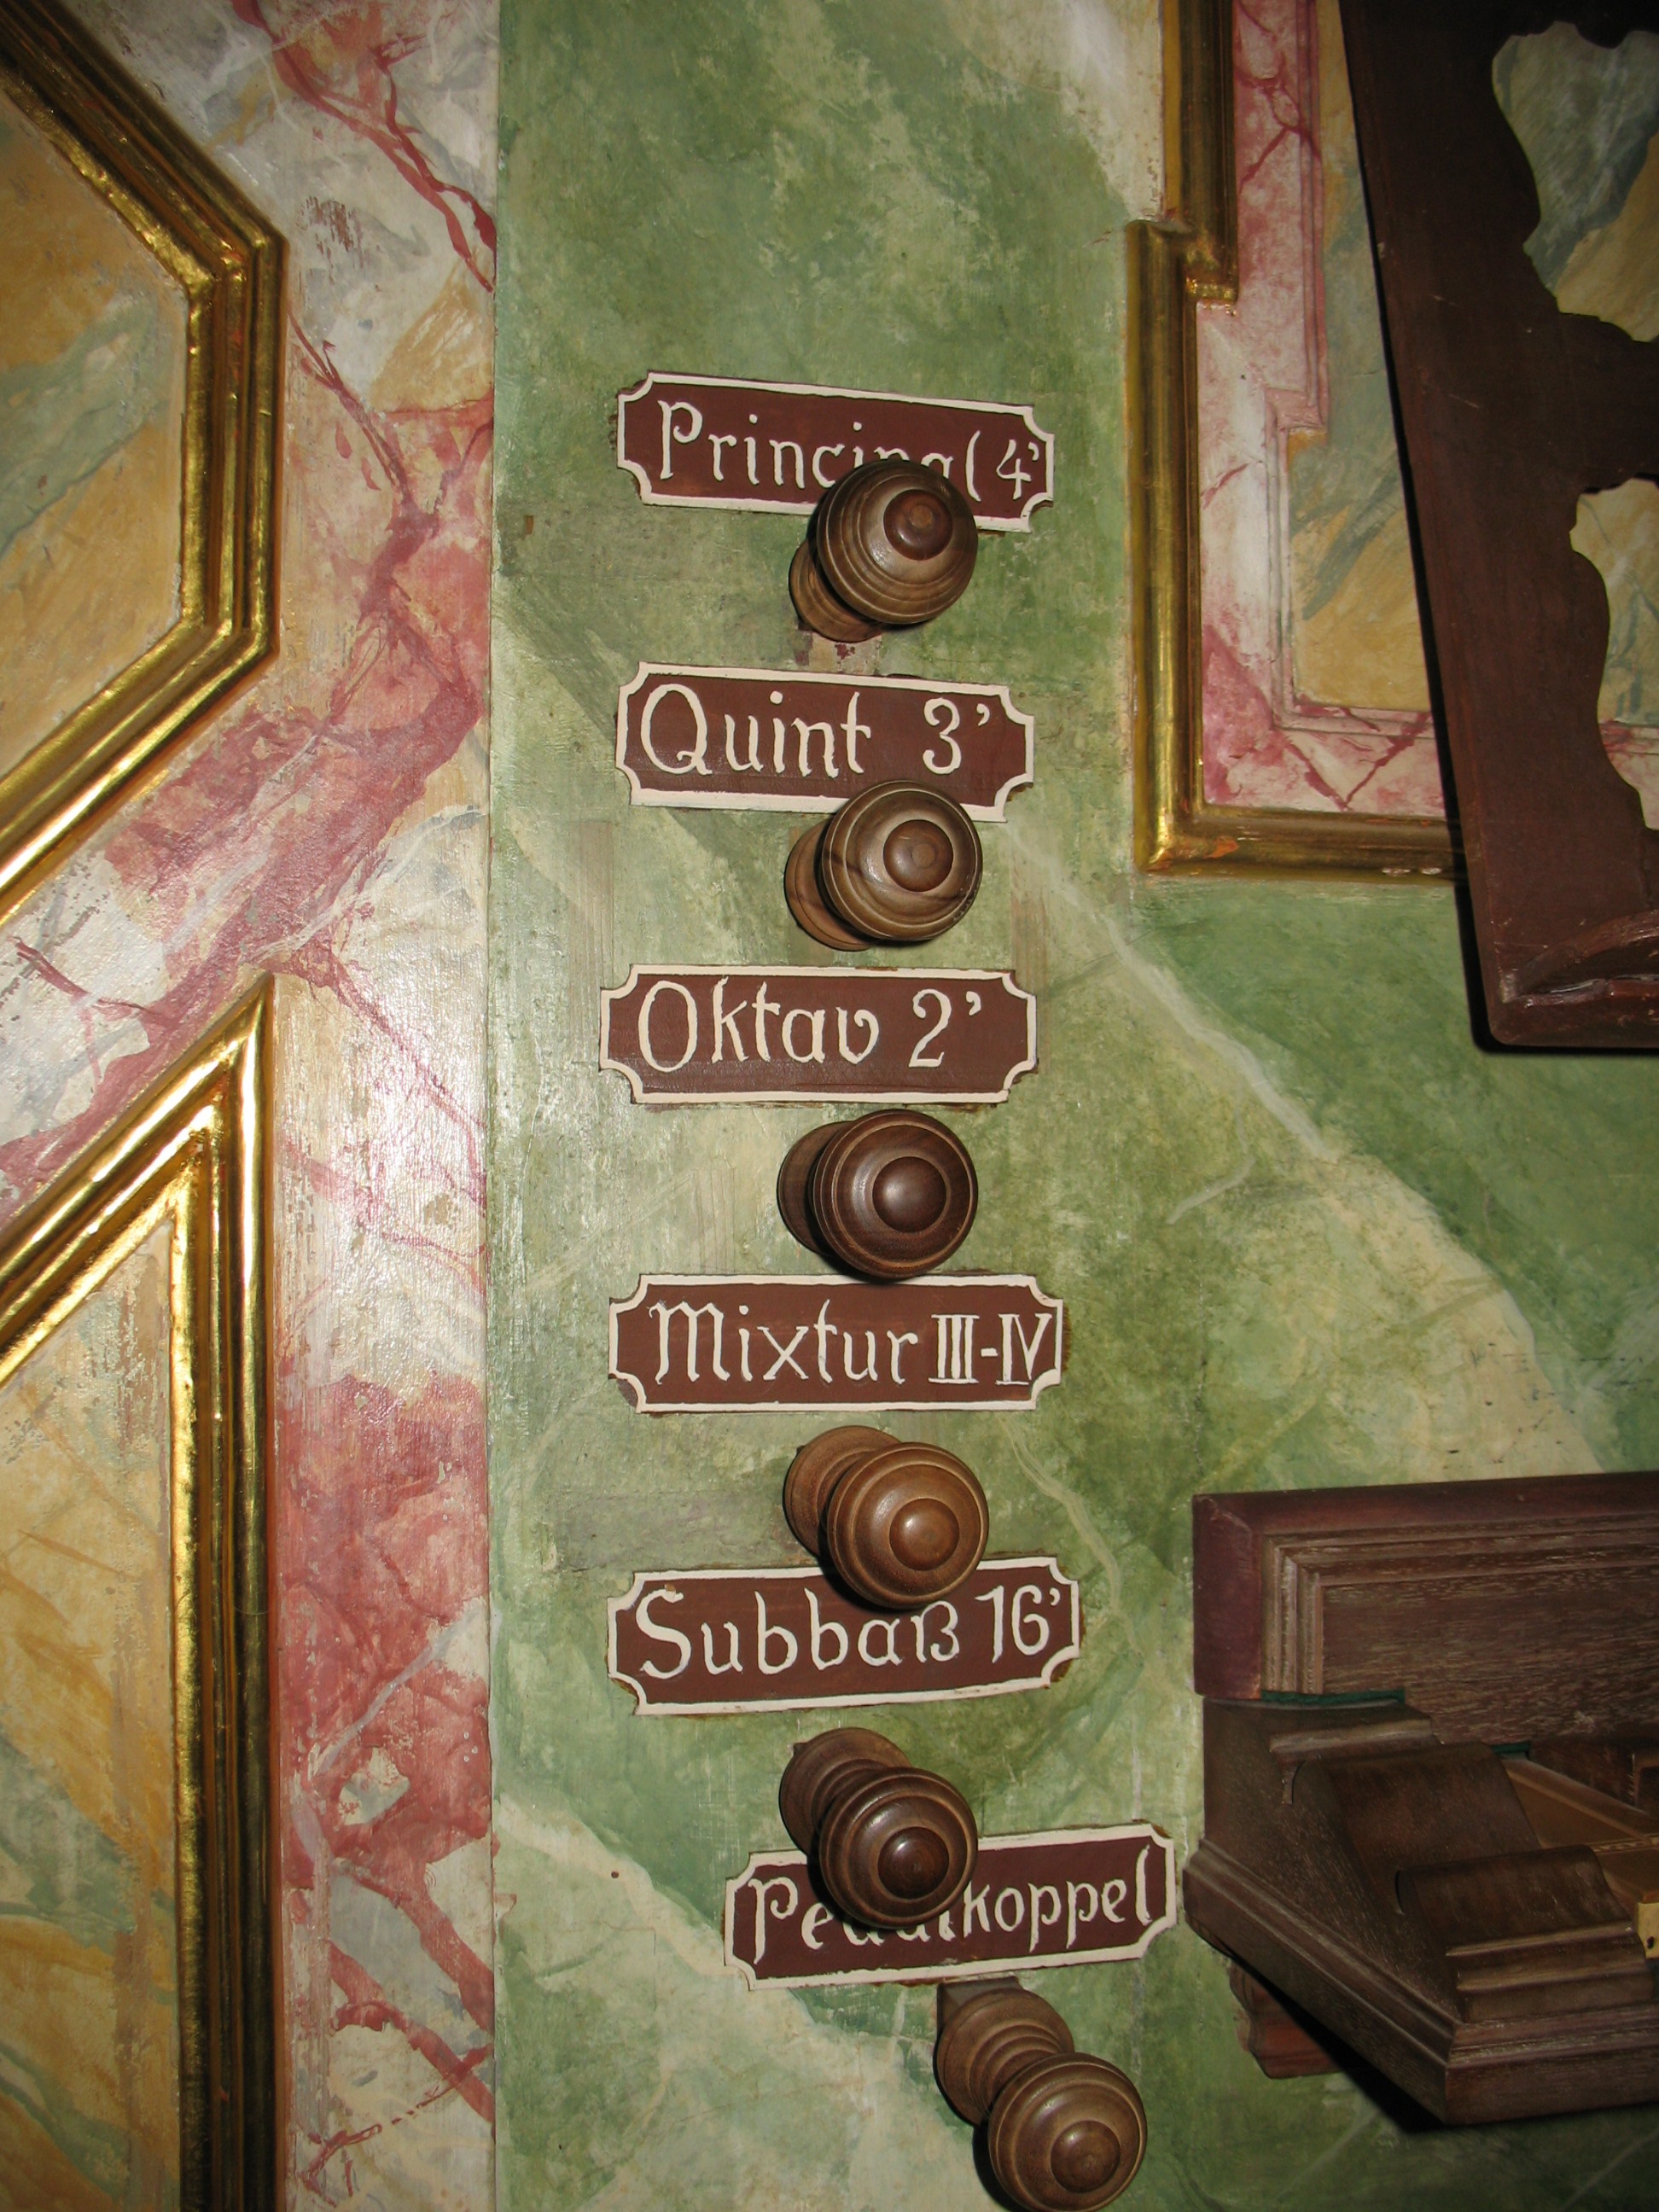 Principal 4'
Quint 3'
Oktav 2'
Mixtur III-IV
Subbaß 16'
Pedalkoppel